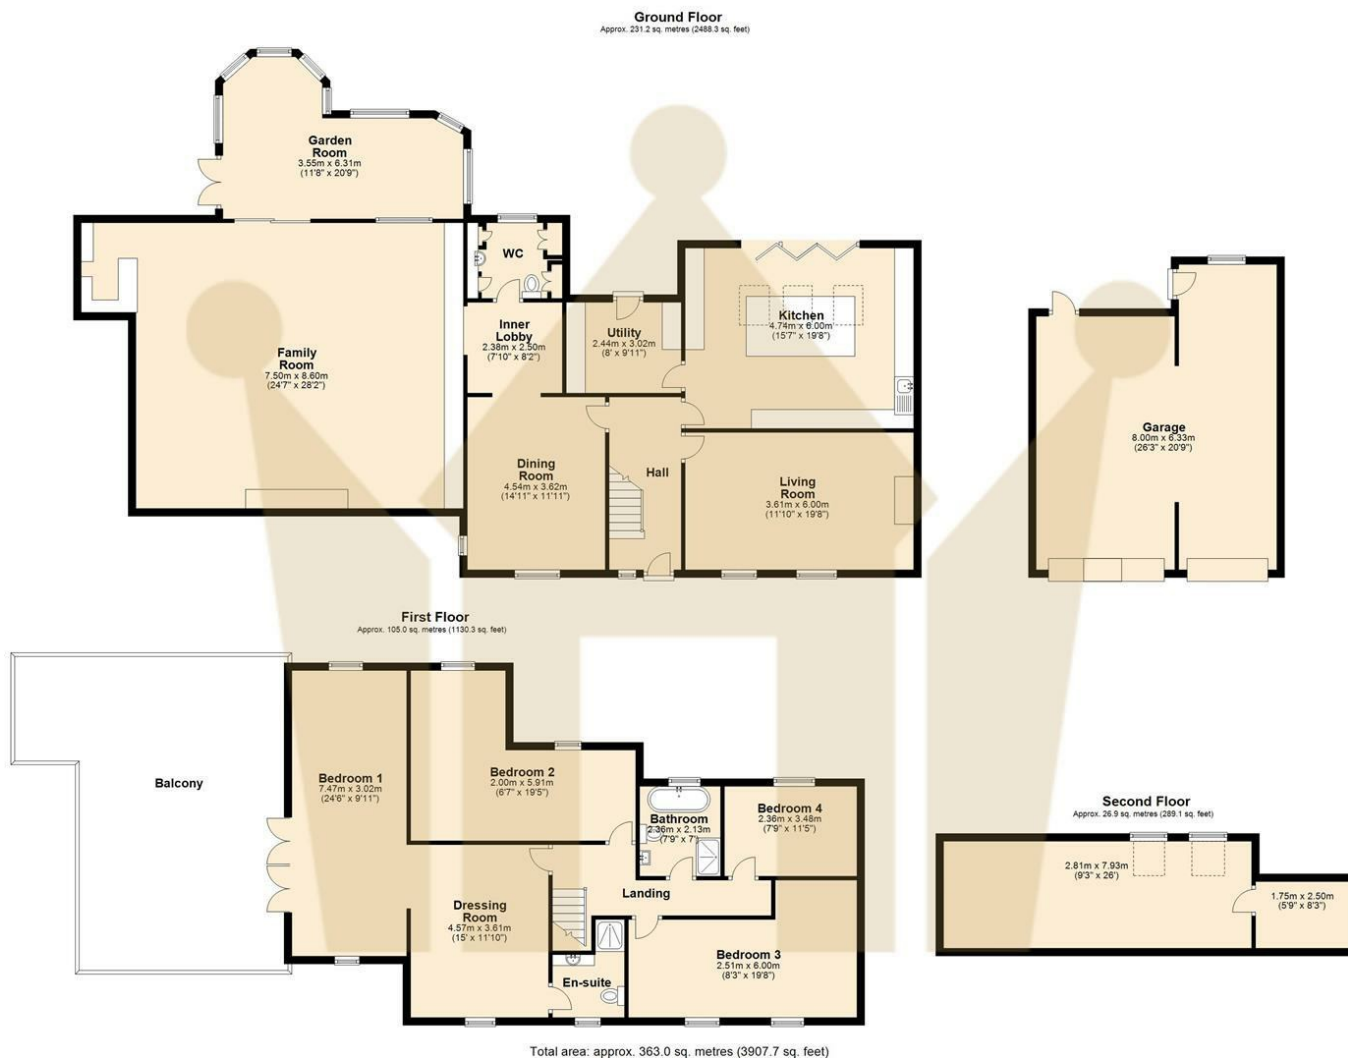 Ground Floor
Approx. 231.2 sq. metres (2488.3 sq. feet)
Garden
Room
3.55m x 6.31m
(11'8" x 20'9")
WC
Inner
Lobby
2.38m x 2.50m
(7'10" x 8'2")
Utility
2.44m x 3.02m
(8' x 9'11")
Kitchen
4.74m x 6.00m
(15'7" x 19'8")
Family
Room
7.50m x 8.60m
(24'7" x 28'2")
Garage
8.00m x 6.33m
(26'3" x 20'9")
Dining
Room
4.54m x 3.62m
(14'11" x 11'11")
Hall
Living
Room
3.61m x 6.00m
(11'10" x 19'8")
First Floor
Approx. 105.0 sq. metres (1130.3 sq. feet)
Balcony
Bedroom 1
7.47m x 3.02m
(24'6" x 9'11")
Bedroom 2
2.00m x 5.91m
(6'7" x 19'5")
Bathroom
2.36m x 2.13m
(7'9" x 7')
Bedroom 4
2.36m x 3.48m
(7'9" x 11'5")
Landing
Dressing
Room
4.57m x 3.61m
(15' x 11'10")
En-suite
Bedroom 3
2.51m x 6.00m
(8'3" x 19'8")
Second Floor
Approx. 26.9 sq. metres (289.1 sq. feet)
2.81m x 7.93m
(9'3" x 26')
1.75m x 2.50m
(5'9" x 8'3")
Total area: approx. 363.0 sq. metres (3907.7 sq. feet)